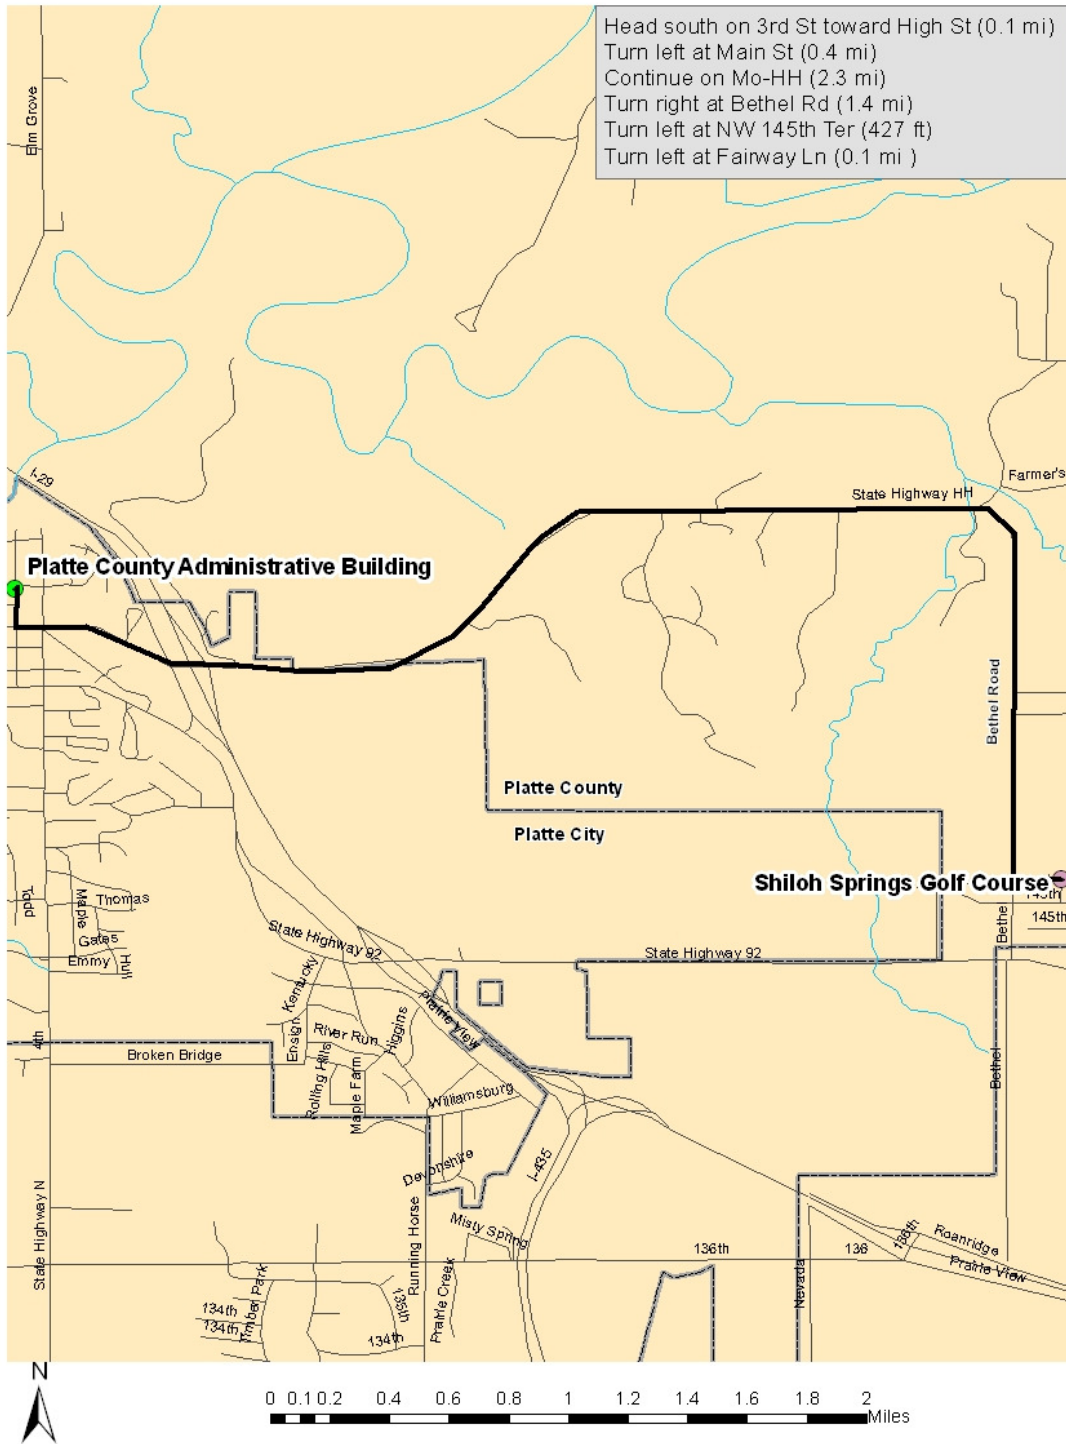 Head south on 3rd St toward High St (0.1 mi)
Turn left at Main St (0.4 mi)
Continue on Mo-HH (2.3 mi)
Turn right at Bethel Rd (1.4 mi)
Turn left at NW 145th Ter (427 ft)
Turn left at Fairway Ln (0.1 mi )
Elm Grove
I-29
Farmer's
State Highway HH
Platte County Administrative Building
Bethel Road
Platte County
Platte City
Shiloh Springs Golf Course
145th
145th
Bethel
Todd
Maple
Thomas
Gates
Emmy
Hull
State Highway 92
State Highway 92
Kentucky
Prairie View
Ensign
River Run
Higgins
4th
Broken Bridge
Rolling Hills
Maple Farm
Williamsburg
Bethel
Devonshire
I-435
State Highway N
Running Horse
Misty Spring
136th
136
136th
Roanridge
Prairie View
Nevada
Timber Park
134th
134th
135th
134th
Prairie Creek
N
0 0.1 0.2 0.4 0.6 0.8 1 1.2 1.4 1.6 1.8 2
Miles